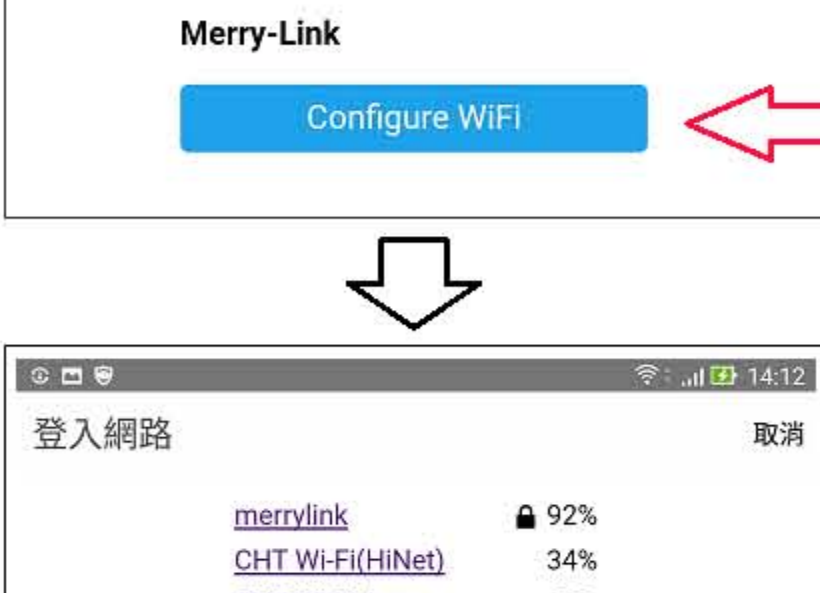 Merry-Link
Configure WiFi
14:12
登入網路 取消
merrylink 92%
CHT Wi-Fi(HiNet) 34%